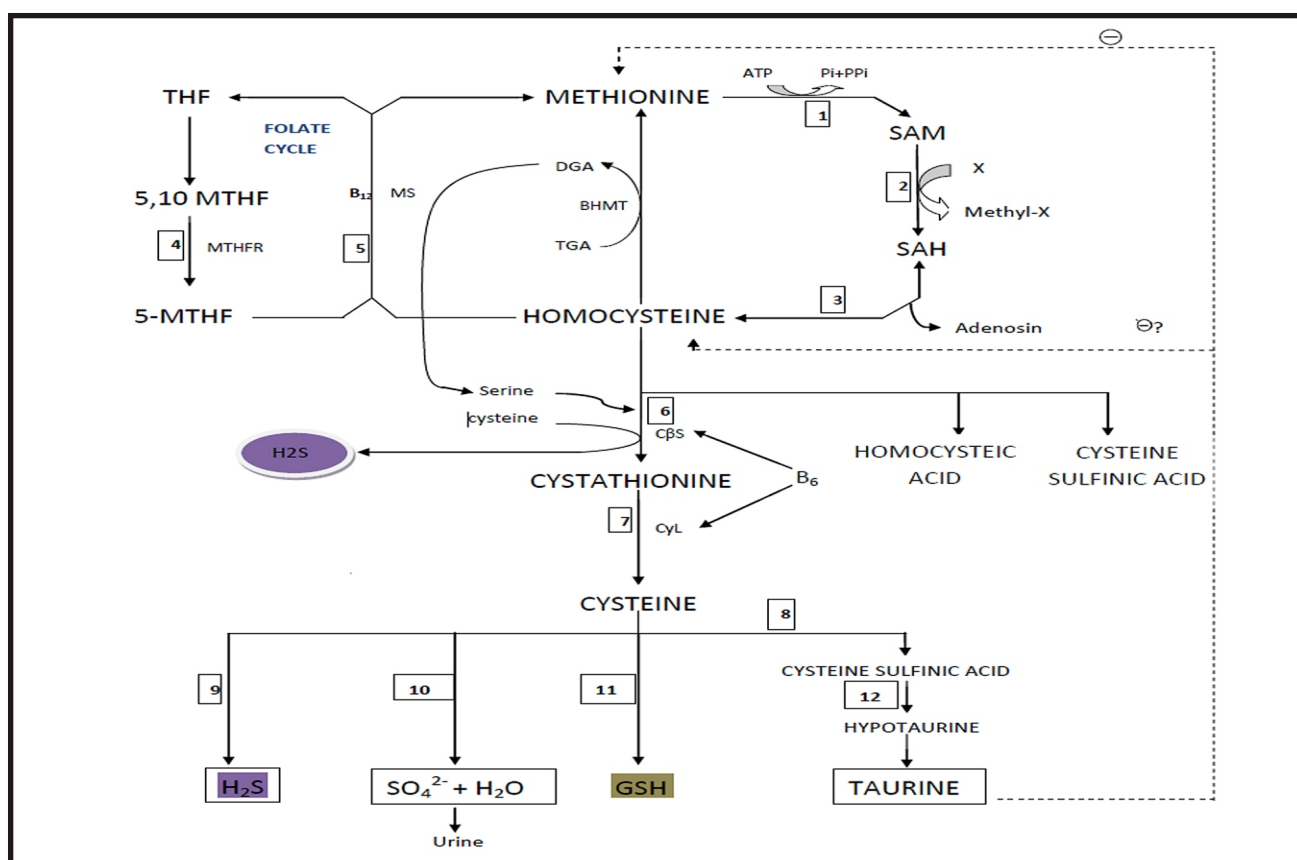 ⊖
ATP
Pi+PPi
THF
METHIONINE
1
FOLATE
CYCLE
SAM
DGA
X
B₁₂
MS
2
5,10 MTHF
BHMT
Methyl-X
4
MTHFR
5
TGA
SAH
3
5-MTHF
HOMOCYSTEINE
Adenosin
⊖?
Serine
6
cysteine
CβS
H2S
HOMOCYSTEIC
ACID
CYSTEINE
SULFINIC ACID
CYSTATHIONINE
B₆
7
CyL
CYSTEINE
8
CYSTEINE SULFINIC ACID
9
10
11
12
HYPOTAURINE
H₂S
SO₄²⁻ + H₂O
GSH
TAURINE
Urine